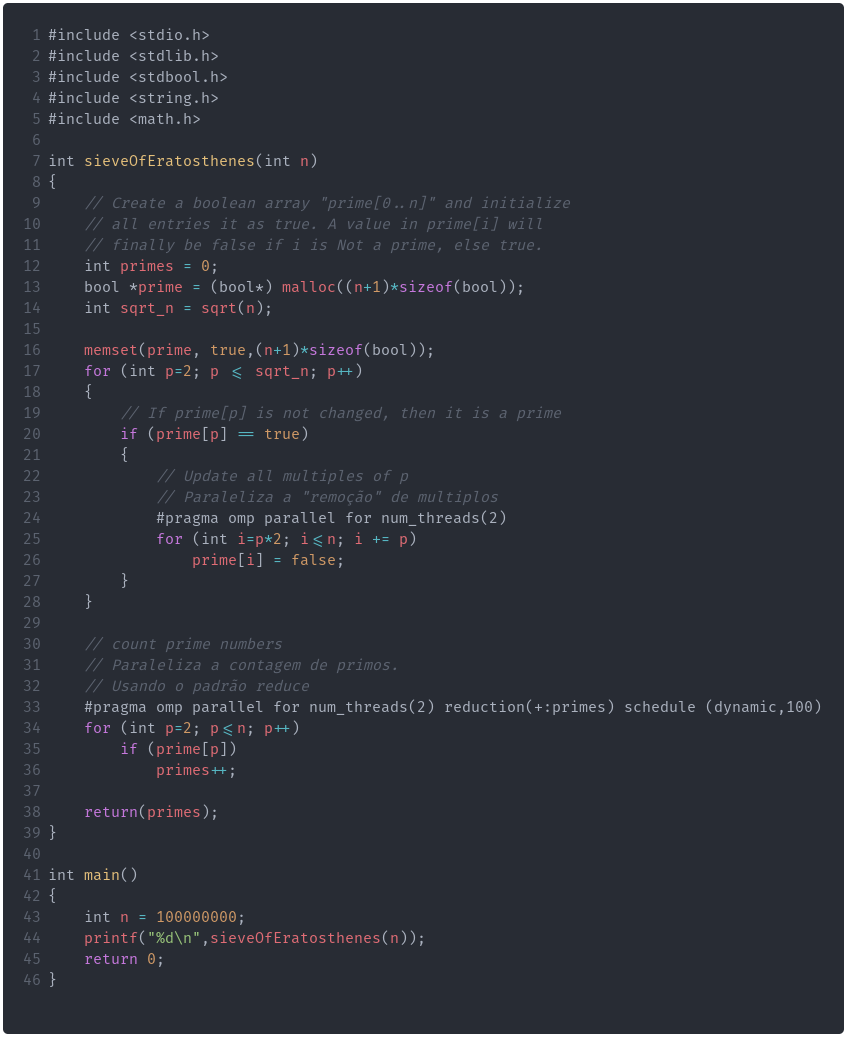 1 #include <stdio.h>
2 #include <stdlib.h>
3 #include <stdbool.h>
4 #include <string.h>
5 #include <math.h>
6
7 int sieveOfEratosthenes(int n)
8 {
9     // Create a boolean array "prime[0..n]" and initialize
10     // all entries it as true. A value in prime[i] will
11     // finally be false if i is Not a prime, else true.
12     int primes = 0;
13     bool *prime = (bool*) malloc((n+1)*sizeof(bool));
14     int sqrt_n = sqrt(n);
15
16     memset(prime, true,(n+1)*sizeof(bool));
17     for (int p=2; p <= sqrt_n; p++)
18     {
19         // If prime[p] is not changed, then it is a prime
20         if (prime[p] == true)
21         {
22             // Update all multiples of p
23             // Paraleliza a "remoção" de multiplos
24             #pragma omp parallel for num_threads(2)
25             for (int i=p*2; i<=n; i += p)
26                 prime[i] = false;
27         }
28     }
29
30     // count prime numbers
31     // Paraleliza a contagem de primos.
32     // Usando o padrão reduce
33     #pragma omp parallel for num_threads(2) reduction(+:primes) schedule (dynamic,100)
34     for (int p=2; p<=n; p++)
35         if (prime[p])
36             primes++;
37
38     return(primes);
39 }
40
41 int main()
42 {
43     int n = 100000000;
44     printf("%d\n",sieveOfEratosthenes(n));
45     return 0;
46 }